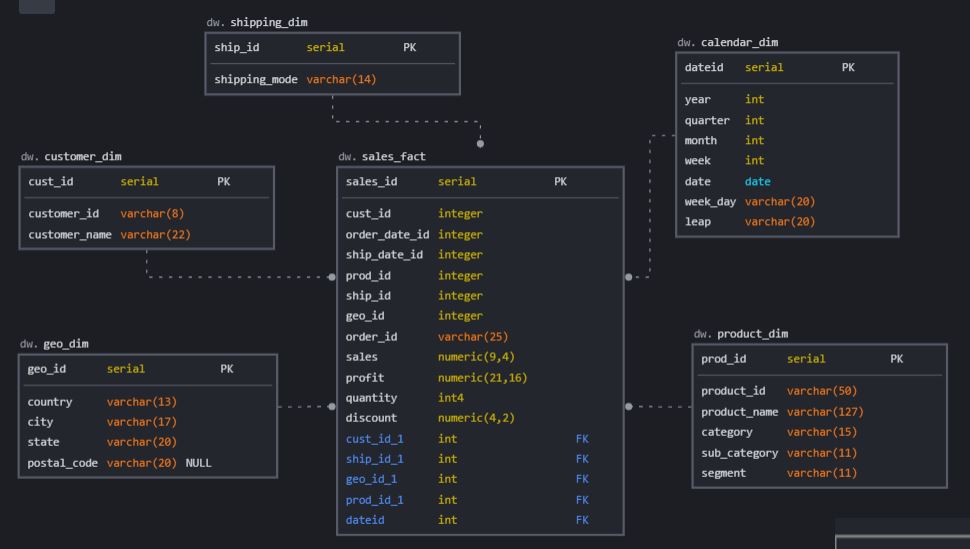 dw. shipping_dim
ship_id serial PK
shipping_mode varchar(14)
dw. calendar_dim
dateid serial PK
year int
quarter int
month int
week int
date date
week_day varchar(20)
leap varchar(20)
dw. customer_dim
cust_id serial PK
customer_id varchar(8)
customer_name varchar(22)
dw. sales_fact
sales_id serial PK
cust_id integer
order_date_id integer
ship_date_id integer
prod_id integer
ship_id integer
geo_id integer
order_id varchar(25)
sales numeric(9,4)
profit numeric(21,16)
quantity int4
discount numeric(4,2)
cust_id_1 int FK
ship_id_1 int FK
geo_id_1 int FK
prod_id_1 int FK
dateid int FK
dw. geo_dim
geo_id serial PK
country varchar(13)
city varchar(17)
state varchar(20)
postal_code varchar(20) NULL
dw. product_dim
prod_id serial PK
product_id varchar(50)
product_name varchar(127)
category varchar(15)
sub_category varchar(11)
segment varchar(11)